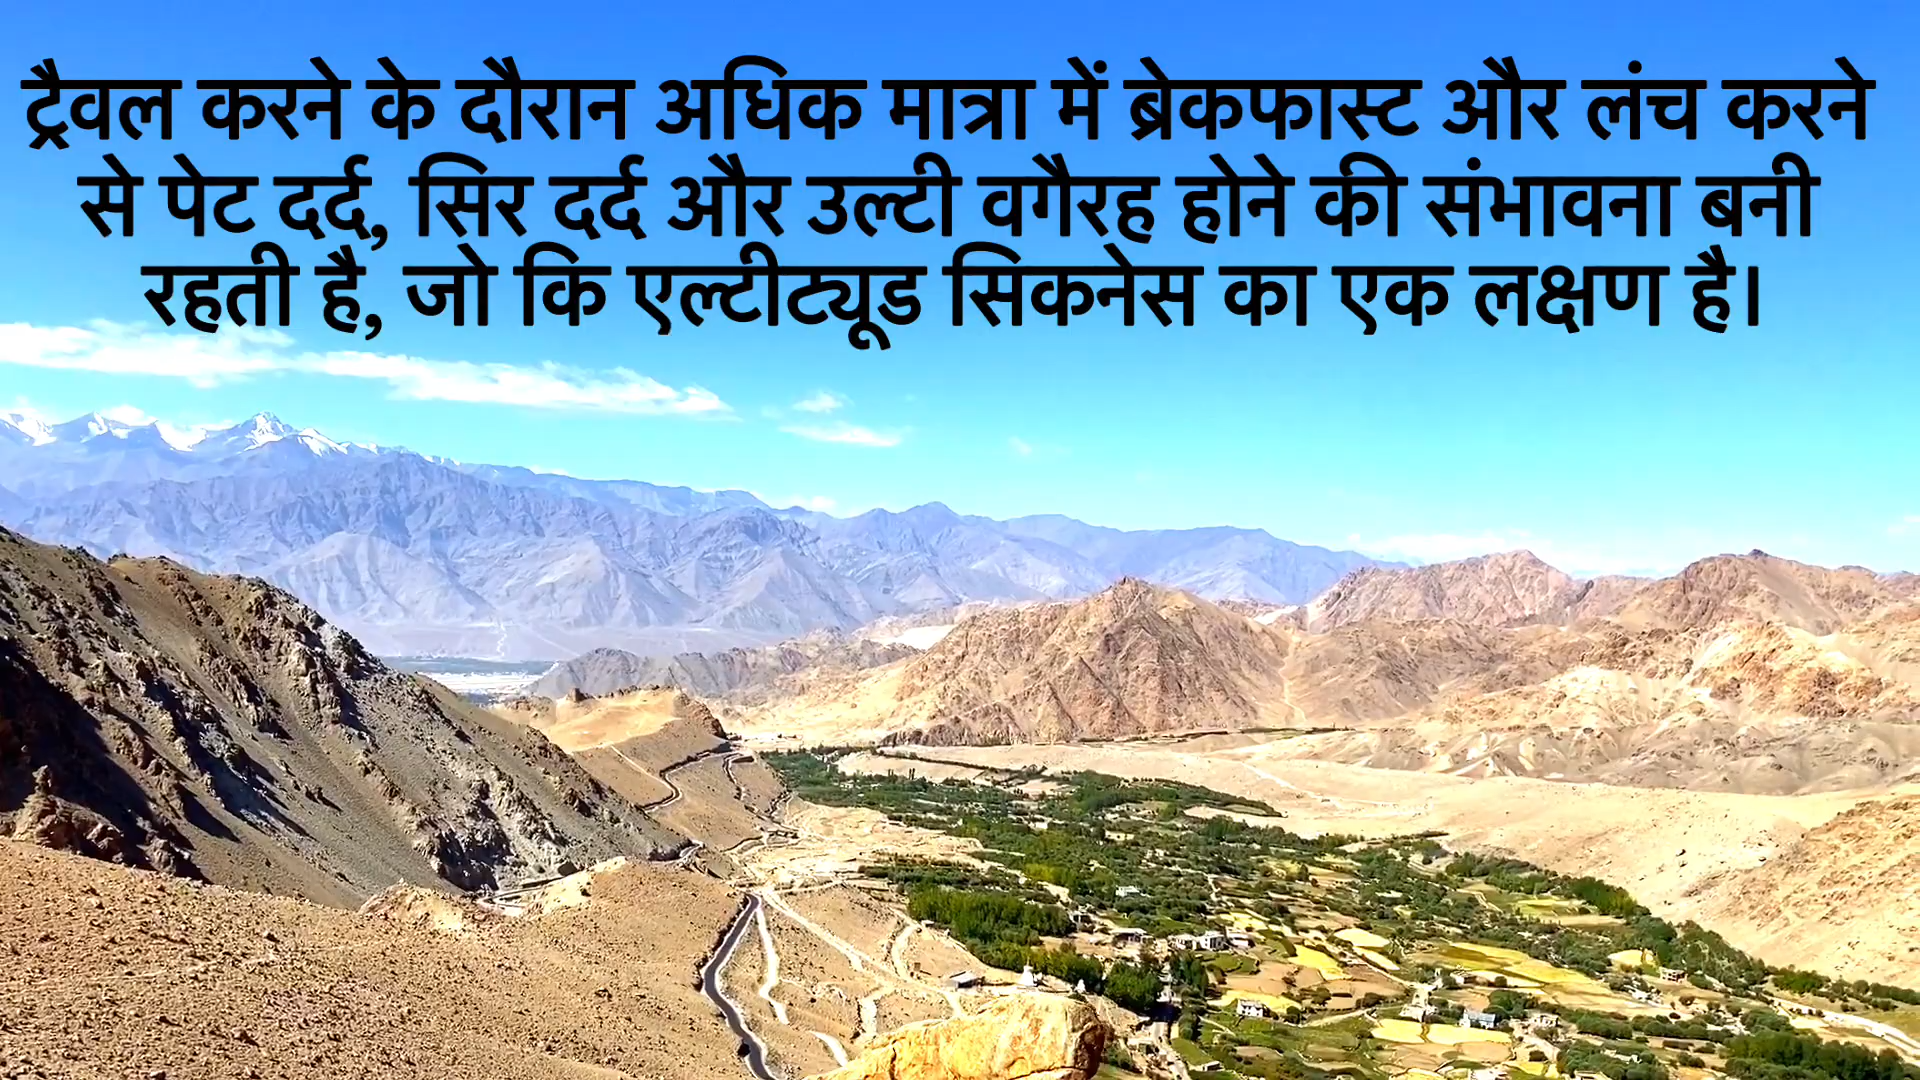 ट्रैवल करने के दौरान अधिक मात्रा में ब्रेकफास्ट और लंच करने
से पेट दर्द, सिर दर्द और उल्टी वगैरह होने की संभावना बनी
रहती है, जो कि एल्टीट्यूड सिकनेस का एक लक्षण है।